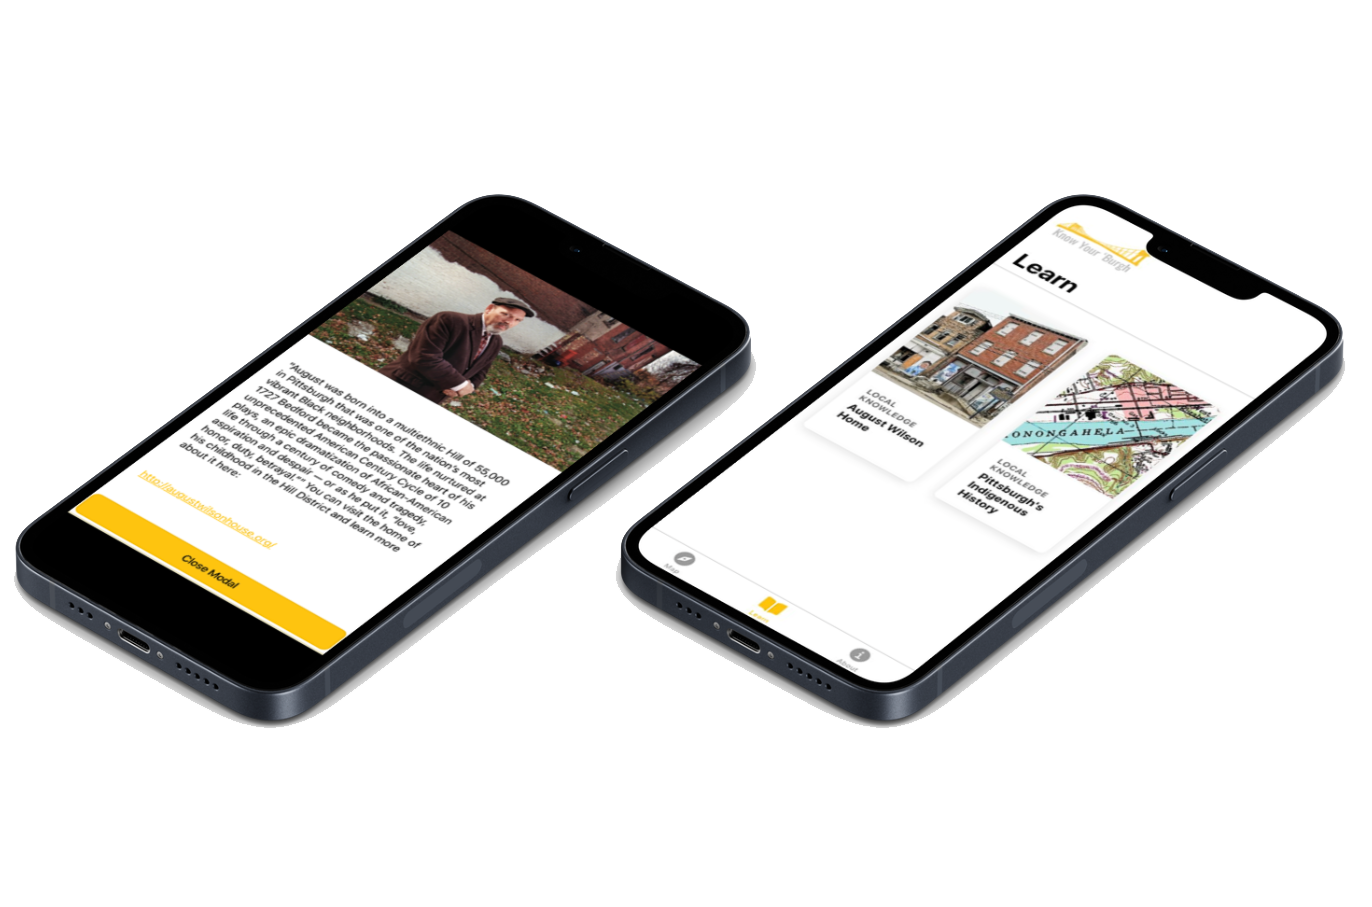 "August was born into a multiethnic Hill of 55,000
in Pittsburgh that was one of the nation's most
vibrant Black neighborhoods. The life nurtured at
1727 Bedford became the passionate heart of his
unprecedented American Century Cycle of 10
plays, an epic dramatization of African-American
life through a century of comedy and tragedy,
aspiration and despair — or as he put it, "love,
honor, duty, betrayal."" You can visit the home of
his childhood in the Hill District and learn more
about it here:
http://augustwilsonhouse.org/
Close Modal
Know Your 'Burgh
Learn
LOCAL
KNOWLEDGE
August Wilson
Home
ONONGAHELA
LOCAL
KNOWLEDGE
Pittsburgh's
Indigenous
History
Map
Learn
About